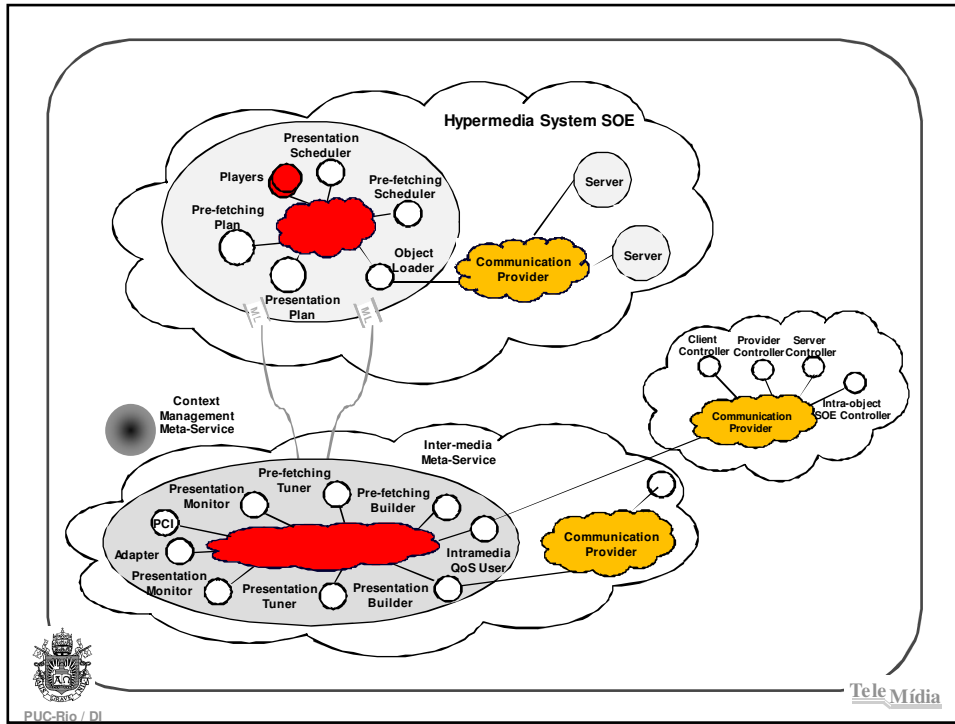 Hypermedia System SOE
Presentation
Scheduler
Players
Pre-fetching
Scheduler
Pre-fetching
Plan
Object
Loader
Presentation
Plan
Communication
Provider
Server
Server
ML
ML
Client
Controller
Provider
Controller
Server
Controller
Communication
Provider
Intra-object
SOE Controller
Context
Management
Meta-Service
Inter-media
Meta-Service
Pre-fetching
Tuner
Presentation
Monitor
Pre-fetching
Builder
PCI
Adapter
Intramedia
QoS User
Communication
Provider
Presentation
Monitor
Presentation
Tuner
Presentation
Builder
PUC-Rio / DI
TeleMídia